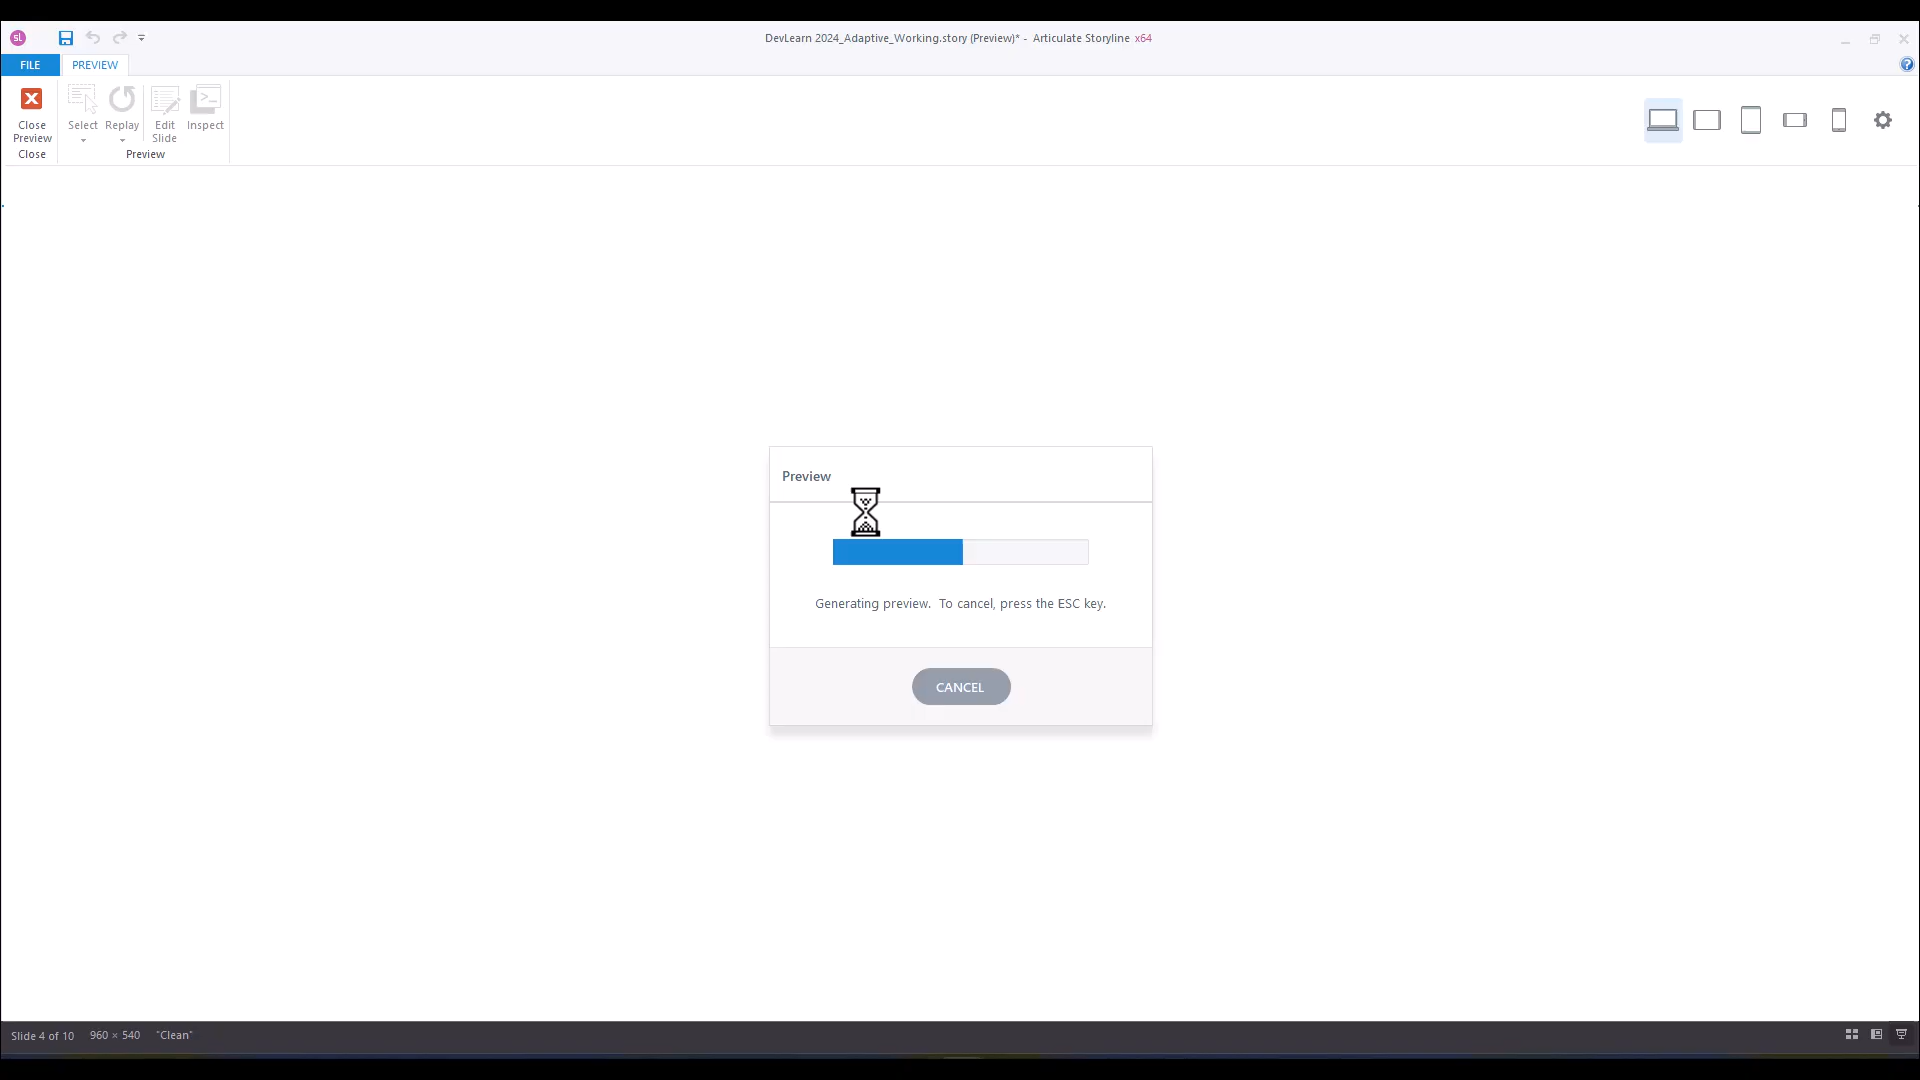 sl
DevLearn 2024_Adaptive_Working.story (Preview)* - Articulate Storyline x64
FILE PREVIEW ?
Close Preview
Select
Replay
Edit Slide
Inspect
Close
Preview
Preview
Generating preview. To cancel, press the ESC key.
CANCEL
Slide 4 of 10 960 × 540 "Clean"